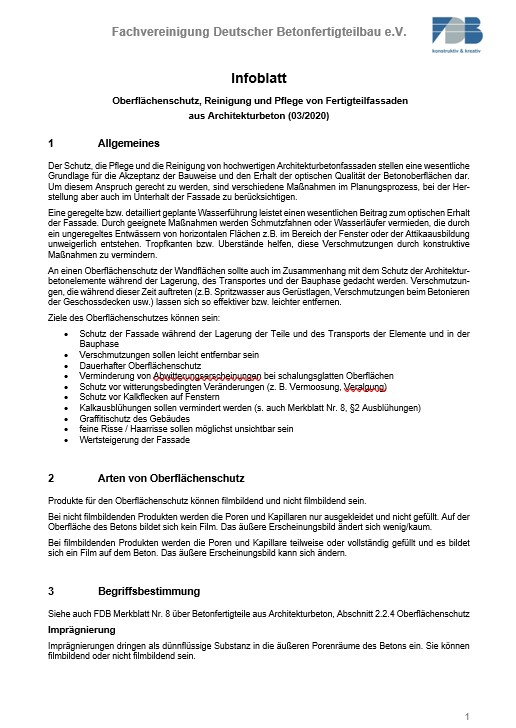 Fachvereinigung Deutscher Betonfertigteilbau e.V.
FDB
konstruktiv & kreativ
Infoblatt
Oberflächenschutz, Reinigung und Pflege von Fertigteilfassaden
aus Architekturbeton (03/2020)
1 Allgemeines
Der Schutz, die Pflege und die Reinigung von hochwertigen Architekturbetonfassaden stellen eine wesentliche
Grundlage für die Akzeptanz der Bauweise und den Erhalt der optischen Qualität der Betonoberflächen dar.
Um diesem Anspruch gerecht zu werden, sind verschiedene Maßnahmen im Planungsprozess, bei der Her-
stellung aber auch im Unterhalt der Fassade zu berücksichtigen.
Eine geregelte bzw. detailliert geplante Wasserführung leistet einen wesentlichen Beitrag zum optischen Erhalt
der Fassade. Durch geeignete Maßnahmen werden Schmutzfahnen oder Wasserläufer vermieden, die durch
ein ungeregeltes Entwässern von horizontalen Flächen z.B. im Bereich der Fenster oder der Attikaausbildung
unweigerlich entstehen. Tropfkanten bzw. Überstände helfen, diese Verschmutzungen durch konstruktive
Maßnahmen zu vermindern.
An einen Oberflächenschutz der Wandflächen sollte auch im Zusammenhang mit dem Schutz der Architektur-
betonelemente während der Lagerung, des Transportes und der Bauphase gedacht werden. Verschmutzun-
gen, die während dieser Zeit auftreten (z.B. Spritzwasser aus Gerüstlagen, Verschmutzungen beim Betonieren
der Geschossdecken usw.) lassen sich so effektiver bzw. leichter entfernen.
Ziele des Oberflächenschutzes können sein:
• Schutz der Fassade während der Lagerung der Teile und des Transports der Elemente und in der
Bauphase
• Verschmutzungen sollen leicht entfernbar sein
• Dauerhafter Oberflächenschutz
• Verminderung von Abwitterungserscheinungen bei schalungsglatten Oberflächen
• Schutz vor witterungsbedingten Veränderungen (z. B. Vermoosung, Veralgung)
• Schutz vor Kalkflecken auf Fenstern
• Kalkausblühungen sollen vermindert werden (s. auch Merkblatt Nr. 8, §2 Ausblühungen)
• Graffitischutz des Gebäudes
• feine Risse / Haarrisse sollen möglichst unsichtbar sein
• Wertsteigerung der Fassade
2 Arten von Oberflächenschutz
Produkte für den Oberflächenschutz können filmbildend und nicht filmbildend sein.
Bei nicht filmbildenden Produkten werden die Poren und Kapillaren nur ausgekleidet und nicht gefüllt. Auf der
Oberfläche des Betons bildet sich kein Film. Das äußere Erscheinungsbild ändert sich wenig/kaum.
Bei filmbildenden Produkten werden die Poren und Kapillare teilweise oder vollständig gefüllt und es bildet
sich ein Film auf dem Beton. Das äußere Erscheinungsbild kann sich ändern.
3 Begriffsbestimmung
Siehe auch FDB Merkblatt Nr. 8 über Betonfertigteile aus Architekturbeton, Abschnitt 2.2.4 Oberflächenschutz
Imprägnierung
Imprägnierungen dringen als dünnflüssige Substanz in die äußeren Porenräume des Betons ein. Sie können
filmbildend oder nicht filmbildend sein.
1